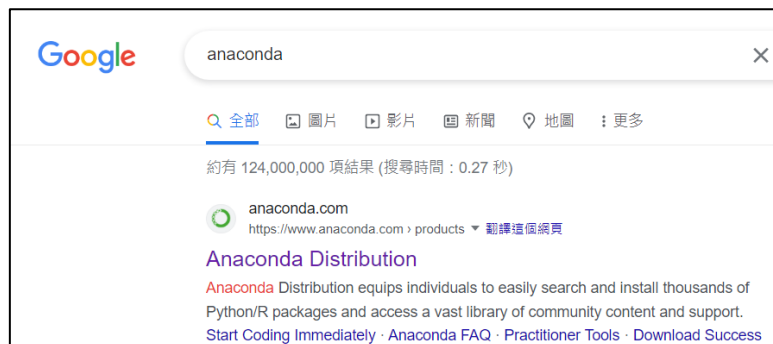 Google
anaconda
全部 圖片 影片 新聞 地圖 更多
約有 124,000,000 項結果 (搜尋時間：0.27 秒)
anaconda.com
https://www.anaconda.com › products 翻譯這個網頁
Anaconda Distribution
Anaconda Distribution equips individuals to easily search and install thousands of
Python/R packages and access a vast library of community content and support.
Start Coding Immediately · Anaconda FAQ · Practitioner Tools · Download Success